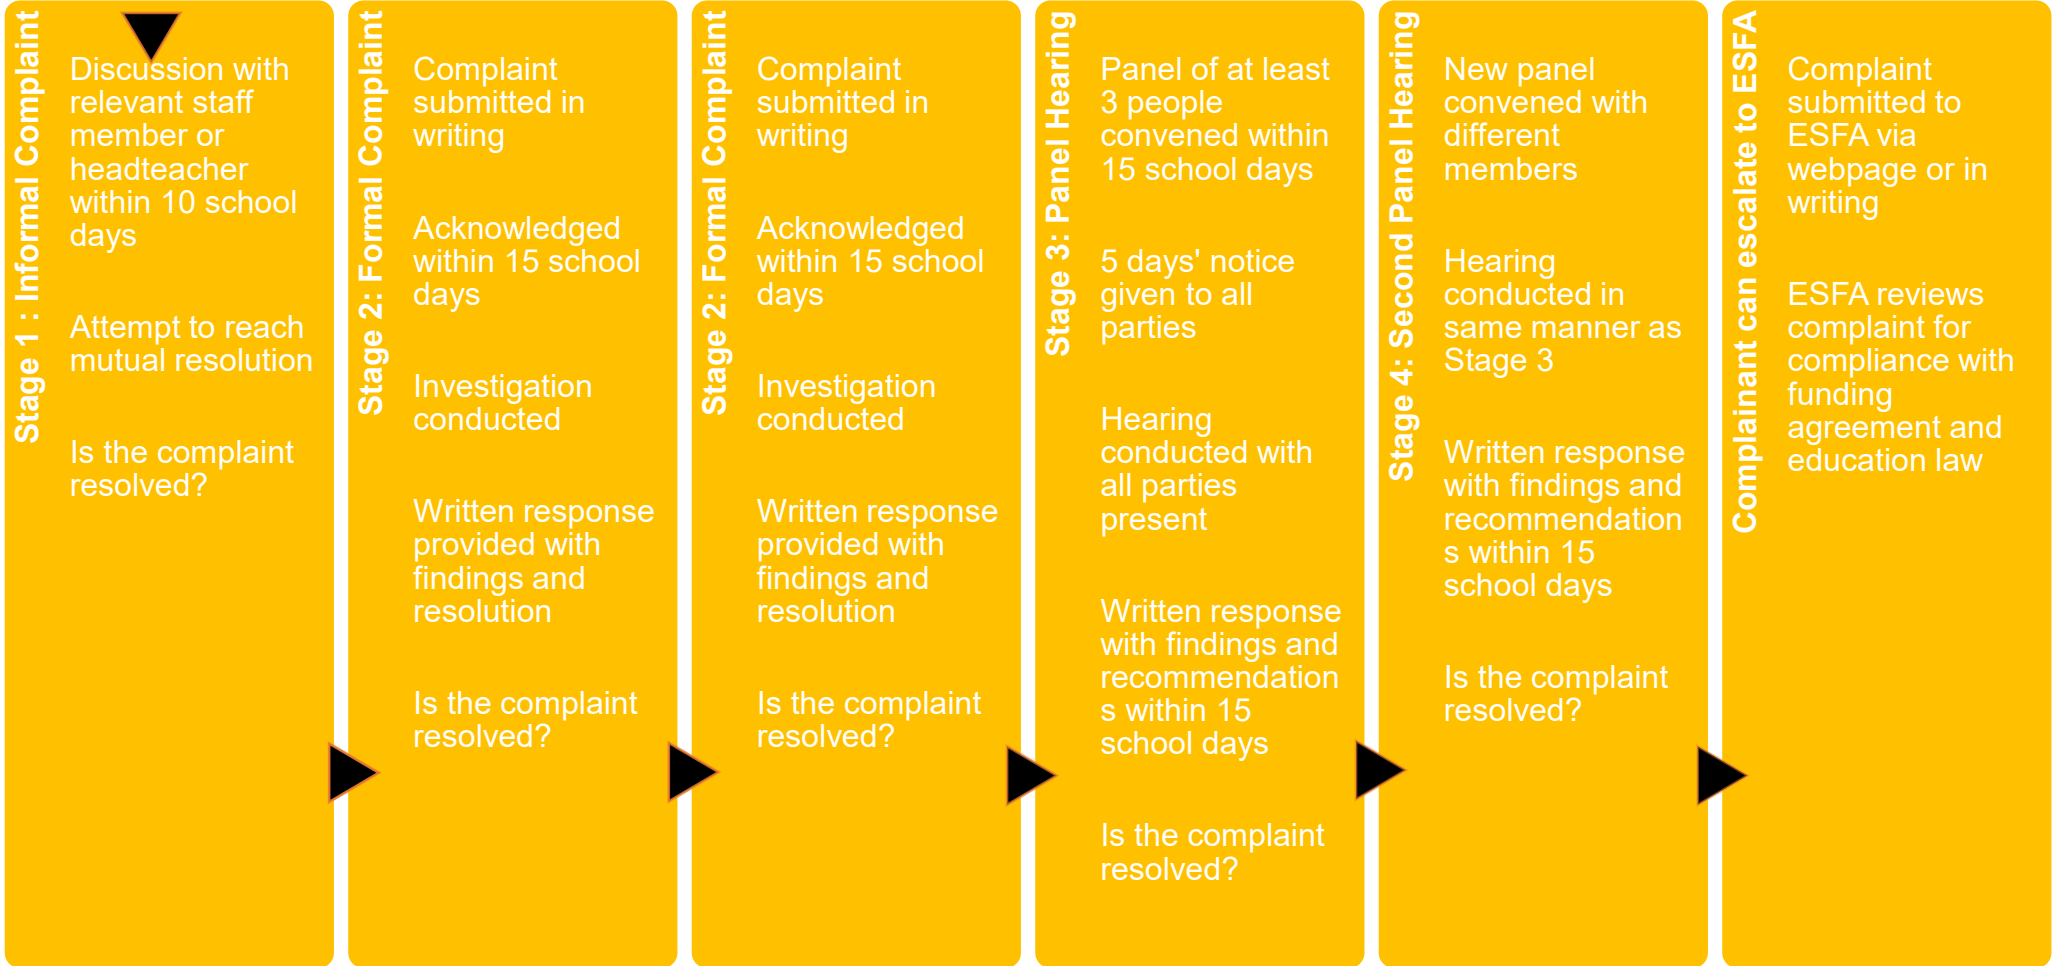 Stage 1 : Informal Complaint
Discussion with
relevant staff
member or
headteacher
within 10 school
days
Attempt to reach
mutual resolution
Is the complaint
resolved?
Stage 2: Formal Complaint
Complaint
submitted in
writing
Acknowledged
within 15 school
days
Investigation
conducted
Written response
provided with
findings and
resolution
Is the complaint
resolved?
Stage 2: Formal Complaint
Complaint
submitted in
writing
Acknowledged
within 15 school
days
Investigation
conducted
Written response
provided with
findings and
resolution
Is the complaint
resolved?
Stage 3: Panel Hearing
Panel of at least
3 people
convened within
15 school days
5 days' notice
given to all
parties
Hearing
conducted with
all parties
present
Written response
with findings and
recommendation
s within 15
school days
Is the complaint
resolved?
Stage 4: Second Panel Hearing
New panel
convened with
different
members
Hearing
conducted in
same manner as
Stage 3
Written response
with findings and
recommendation
s within 15
school days
Is the complaint
resolved?
Complainant can escalate to ESFA
Complaint
submitted to
ESFA via
webpage or in
writing
ESFA reviews
complaint for
compliance with
funding
agreement and
education law